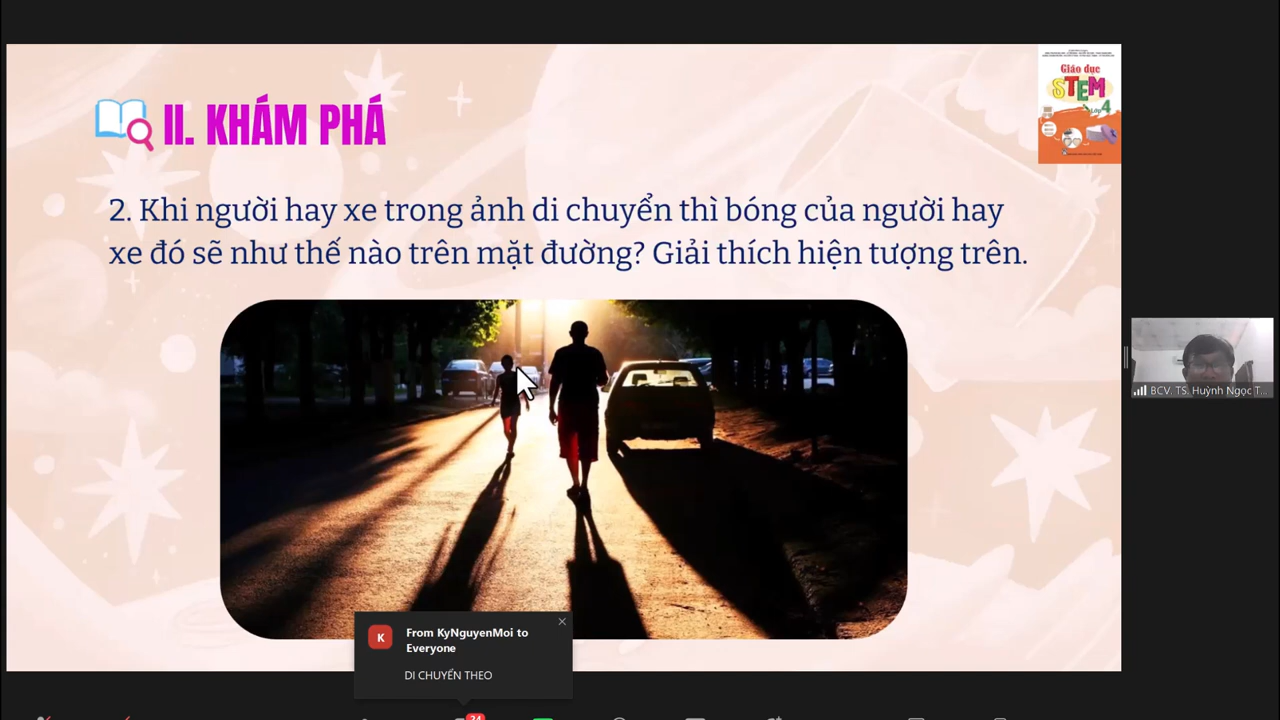 II. KHÁM PHÁ
Giáo dục
STEM
Lớp 4
2. Khi người hay xe trong ảnh di chuyển thì bóng của người hay
xe đó sẽ như thế nào trên mặt đường? Giải thích hiện tượng trên.
BCV. TS. Huỳnh Ngọc T...
K
From KyNguyenMoi to
Everyone
DI CHUYỂN THEO
24